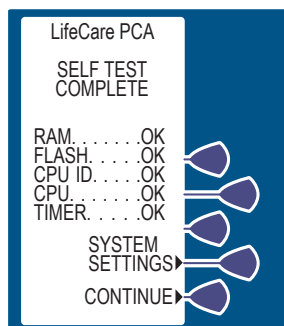 LifeCare PCA
SELF TEST
COMPLETE
RAM. . . . . . .OK
FLASH. . . . . .OK
CPU ID. . . . .OK
CPU. . . . . . . .OK
TIMER. . . . .OK
SYSTEM
SETTINGS
CONTINUE